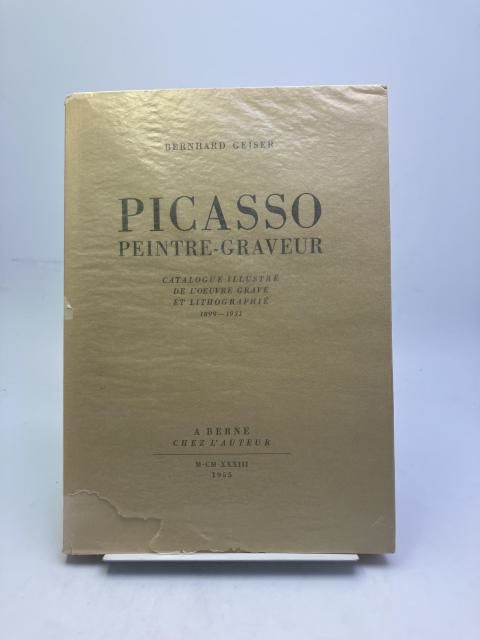 BERNHARD GEISER
PICASSO
PEINTRE-GRAVEUR
CATALOGUE ILLUSTRÉ
DE L'OEUVRE GRAVÉ
ET LITHOGRAPHIÉ
1899—1931
A BERNE
CHEZ L'AUTEUR
M·CM·XXXIII
1955